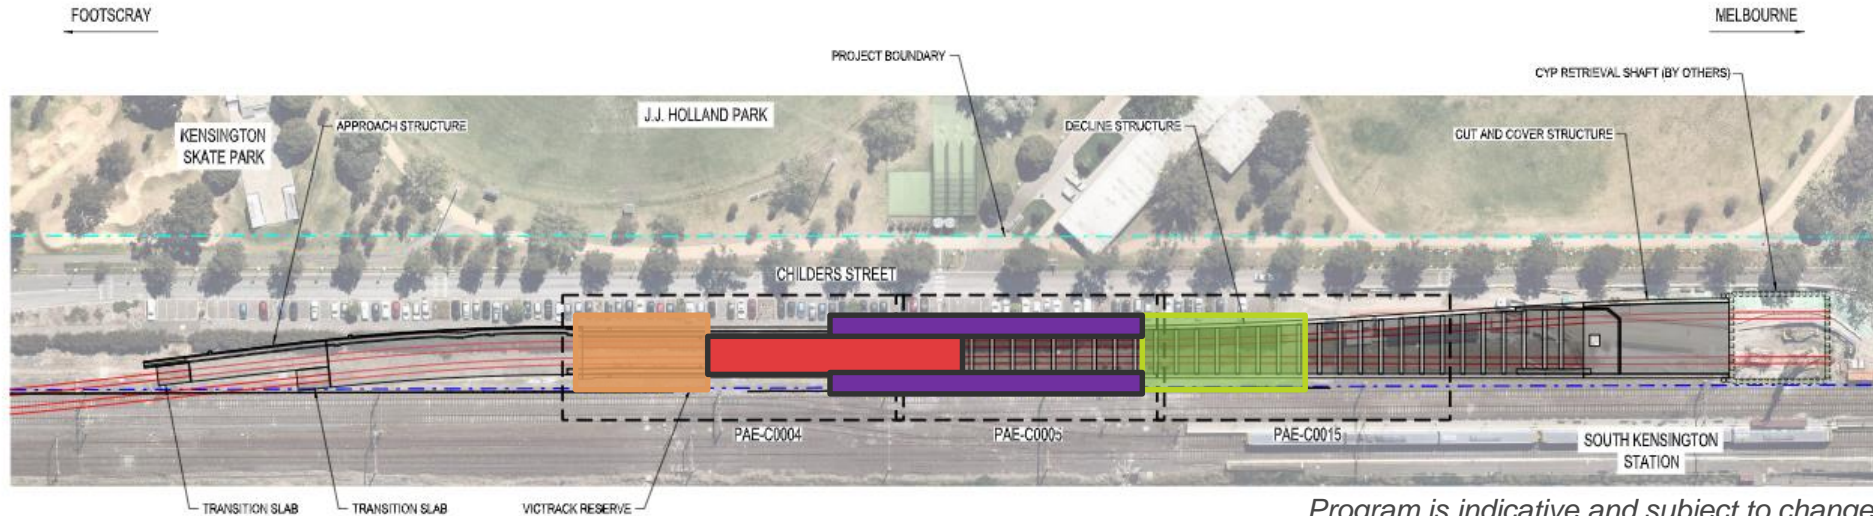 FOOTSCRAY
MELBOURNE
PROJECT BOUNDARY
CYP RETRIEVAL SHAFT (BY OTHERS)
KENSINGTON
SKATE PARK
APPROACH STRUCTURE
J.J. HOLLAND PARK
DECLINE STRUCTURE
CUT AND COVER STRUCTURE
CHILDERS STREET
PAE-C0004
PAE-C0005
PAE-C0015
SOUTH KENSINGTON
STATION
TRANSITION SLAB
TRANSITION SLAB
VICTRACK RESERVE
Program is indicative and subject to change